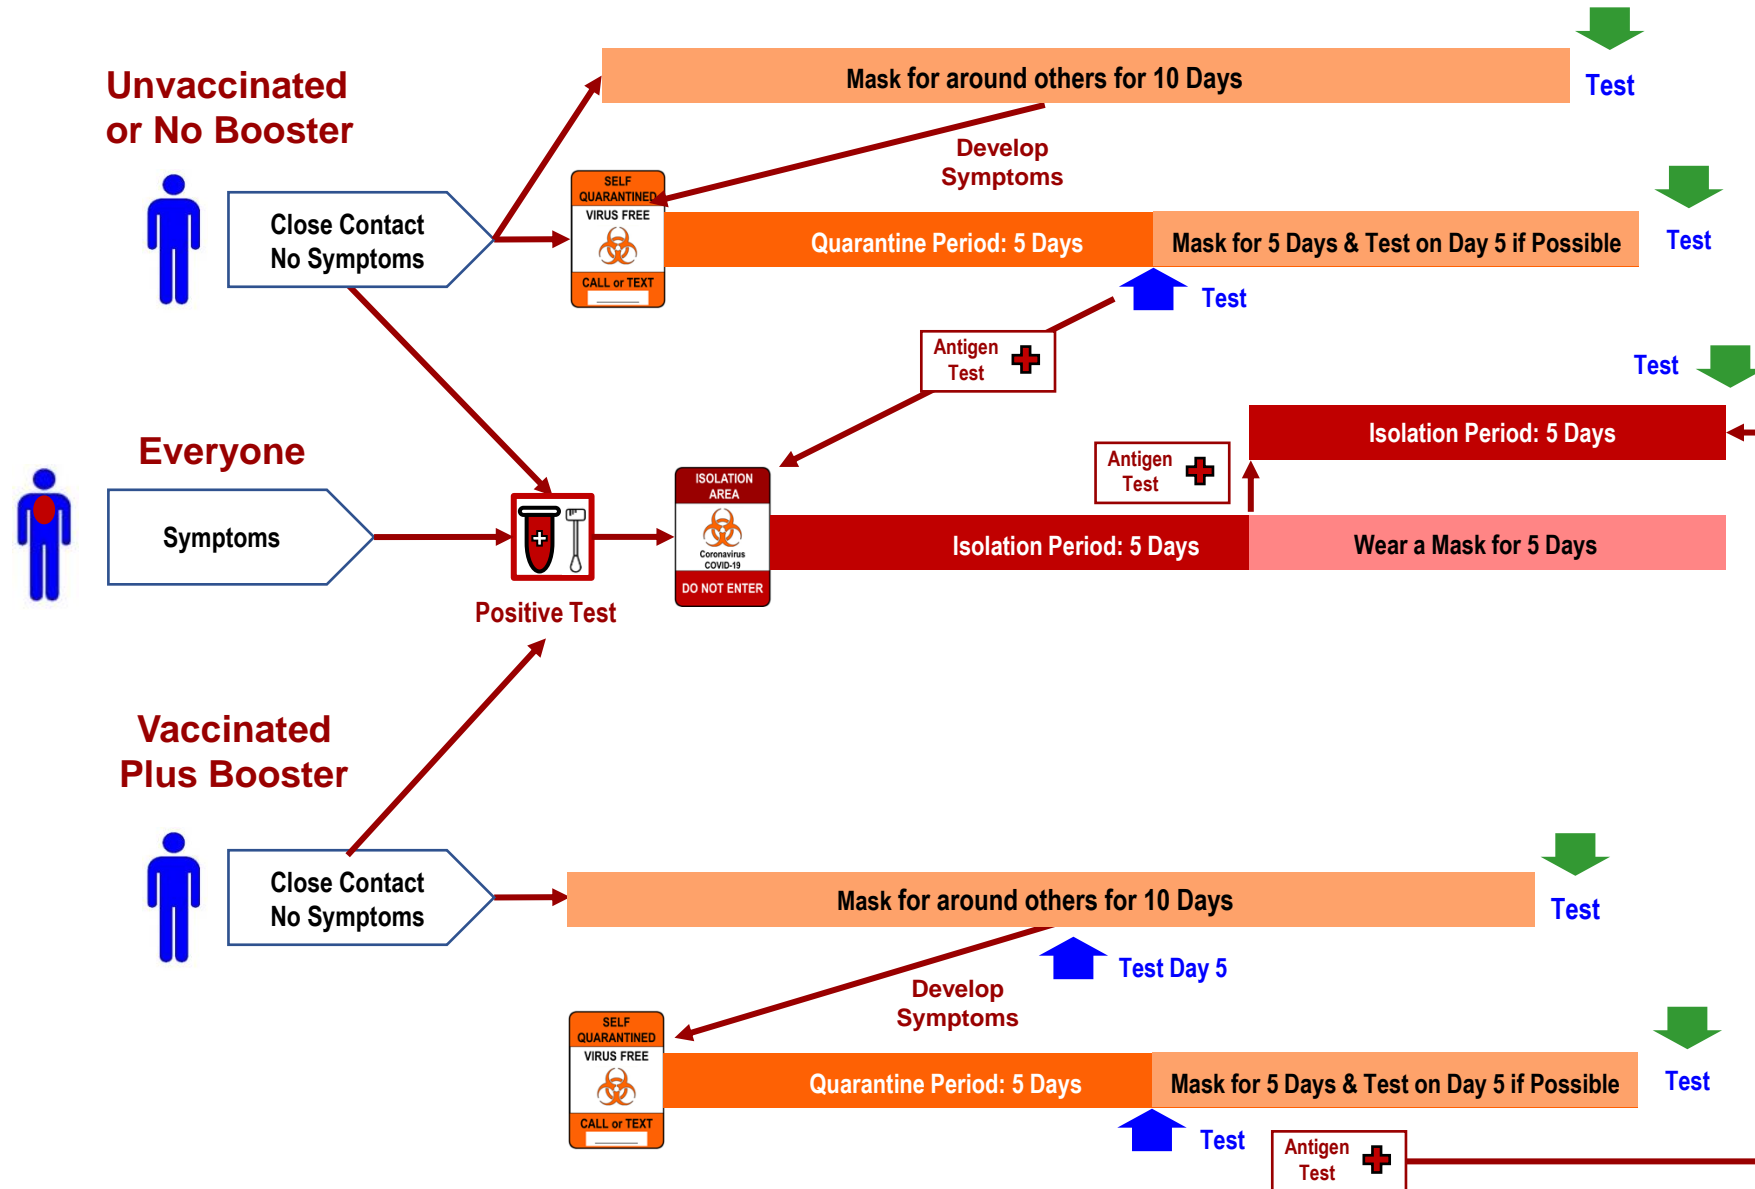 Mask for around others for 10 Days
Test
Unvaccinated
or No Booster
Develop
Symptoms
SELF
QUARANTINED
VIRUS FREE
CALL or TEXT
Close Contact
No Symptoms
Quarantine Period: 5 Days
Mask for 5 Days & Test on Day 5 if Possible
Test
Test
Antigen
Test
Test
Isolation Period: 5 Days
Antigen
Test
Everyone
Symptoms
Positive Test
ISOLATION
AREA
Coronavirus
COVID-19
DO NOT ENTER
Isolation Period: 5 Days
Wear a Mask for 5 Days
Vaccinated
Plus Booster
Close Contact
No Symptoms
Mask for around others for 10 Days
Test
Test Day 5
Develop
Symptoms
SELF
QUARANTINED
VIRUS FREE
CALL or TEXT
Quarantine Period: 5 Days
Mask for 5 Days & Test on Day 5 if Possible
Test
Test
Antigen
Test